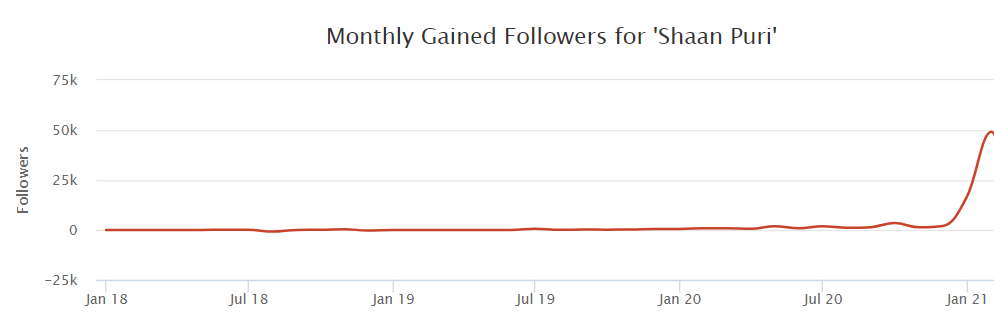 Monthly Gained Followers for 'Shaan Puri'
75k
50k
25k
0
−25k
Followers
Jan 18
Jul 18
Jan 19
Jul 19
Jan 20
Jul 20
Jan 21